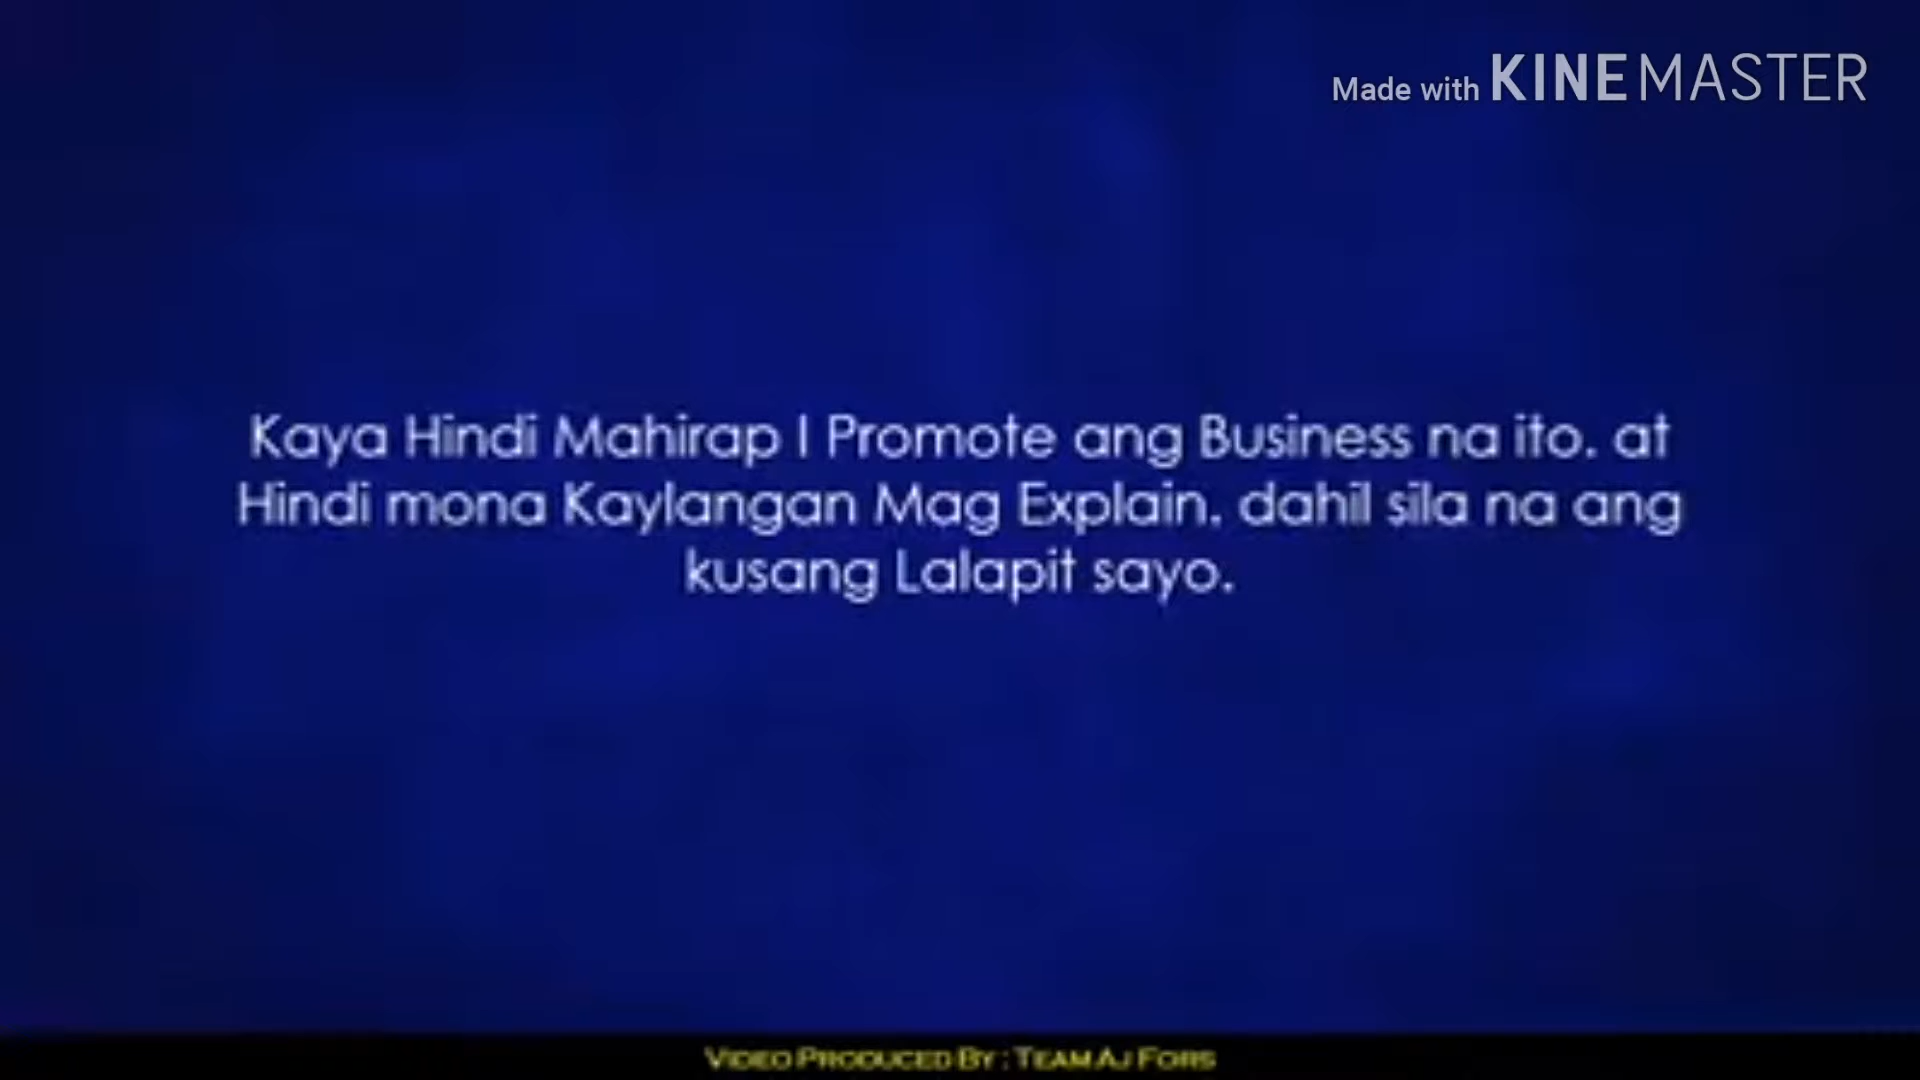 Made with KINEMASTER
Kaya Hindi Mahirap I Promote ang Business na ito. at
Hindi mona Kaylangan Mag Explain. dahil sila na ang
kusang Lalapit sayo.
VIDEO PRODUCED BY : TEAM AJ FORS